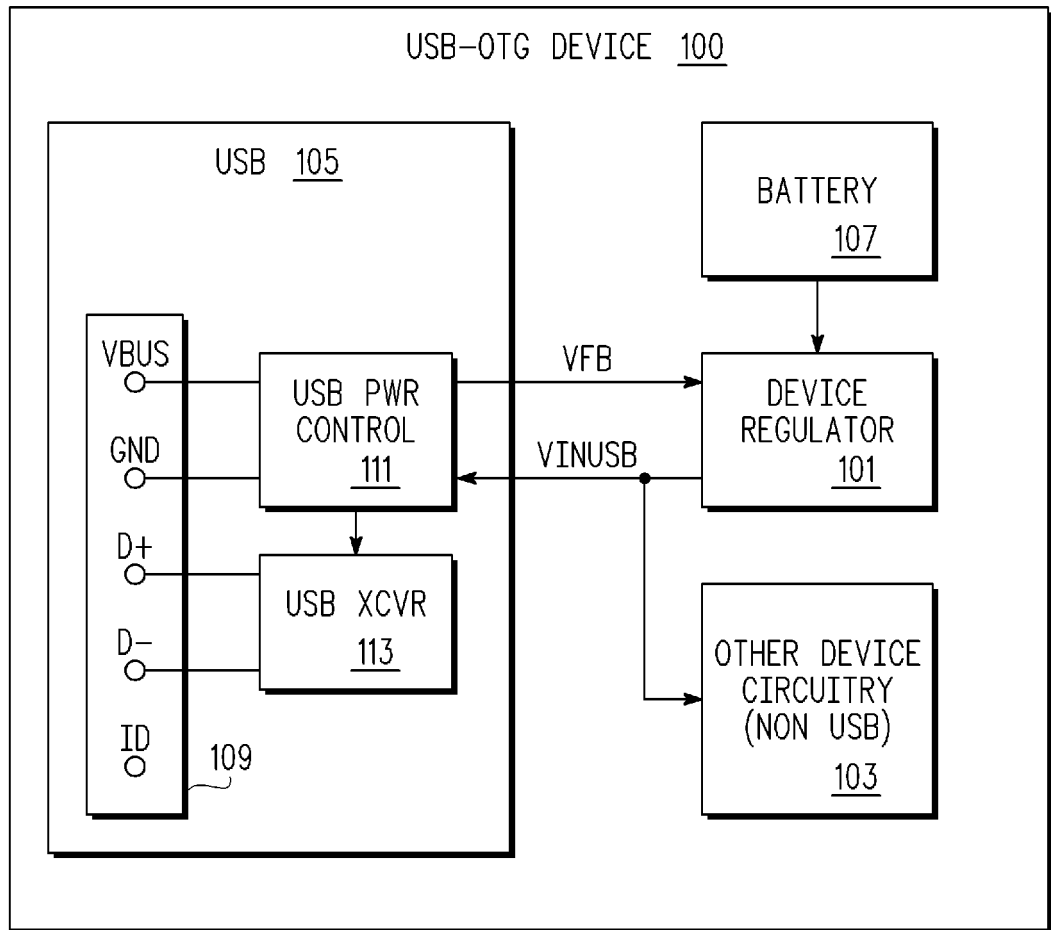 USB-OTG DEVICE 100
USB 105
BATTERY
107
VBUS
GND
D+
D-
ID
109
USB PWR
CONTROL
111
USB XCVR
113
VFB
VINUSB
DEVICE
REGULATOR
101
OTHER DEVICE
CIRCUITRY
(NON USB)
103